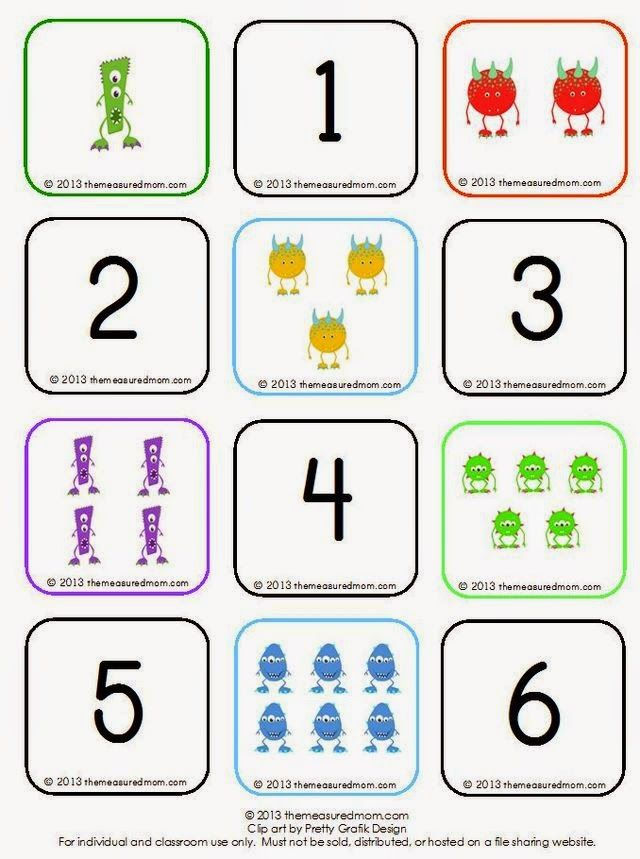 © 2013 themeasuredmom.com
1
© 2013 themeasuredmom.com
© 2013 themeasuredmom.com
2
© 2013 themeasuredmom.com
© 2013 themeasuredmom.com
3
© 2013 themeasuredmom.com
© 2013 themeasuredmom.com
4
© 2013 themeasuredmom.com
© 2013 themeasuredmom.com
5
© 2013 themeasuredmom.com
© 2013 themeasuredmom.com
6
© 2013 themeasuredmom.com
© 2013 themeasuredmom.com
Clip art by Pretty Grafik Design
For individual and classroom use only. Must not be sold, distributed, or hosted on a file sharing website.